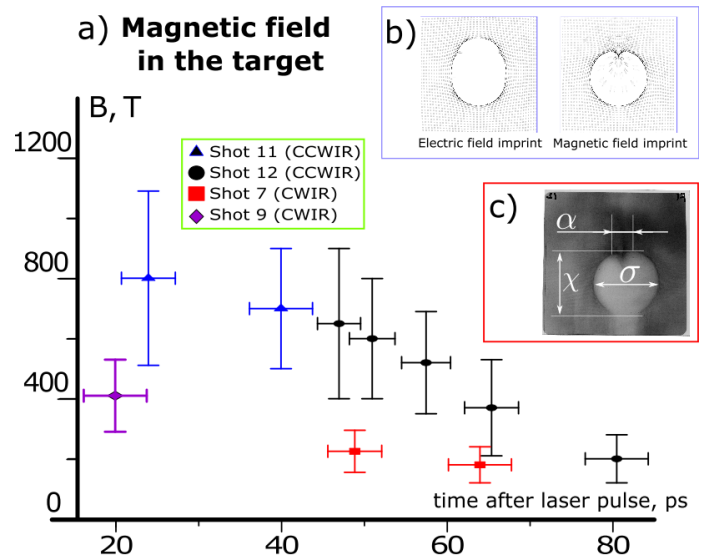 a) Magnetic field
in the target
B, T
1200
800
400
0
20
40
60
80
time after laser pulse, ps
Shot 11 (CCWIR)
Shot 12 (CCWIR)
Shot 7 (CWIR)
Shot 9 (CWIR)
b)
Electric field imprint
Magnetic field imprint
c)
α
χ
σ